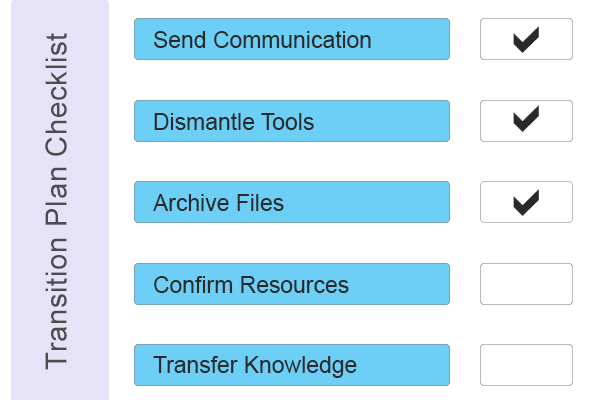 Transition Plan Checklist
Send Communication
Dismantle Tools
Archive Files
Confirm Resources
Transfer Knowledge